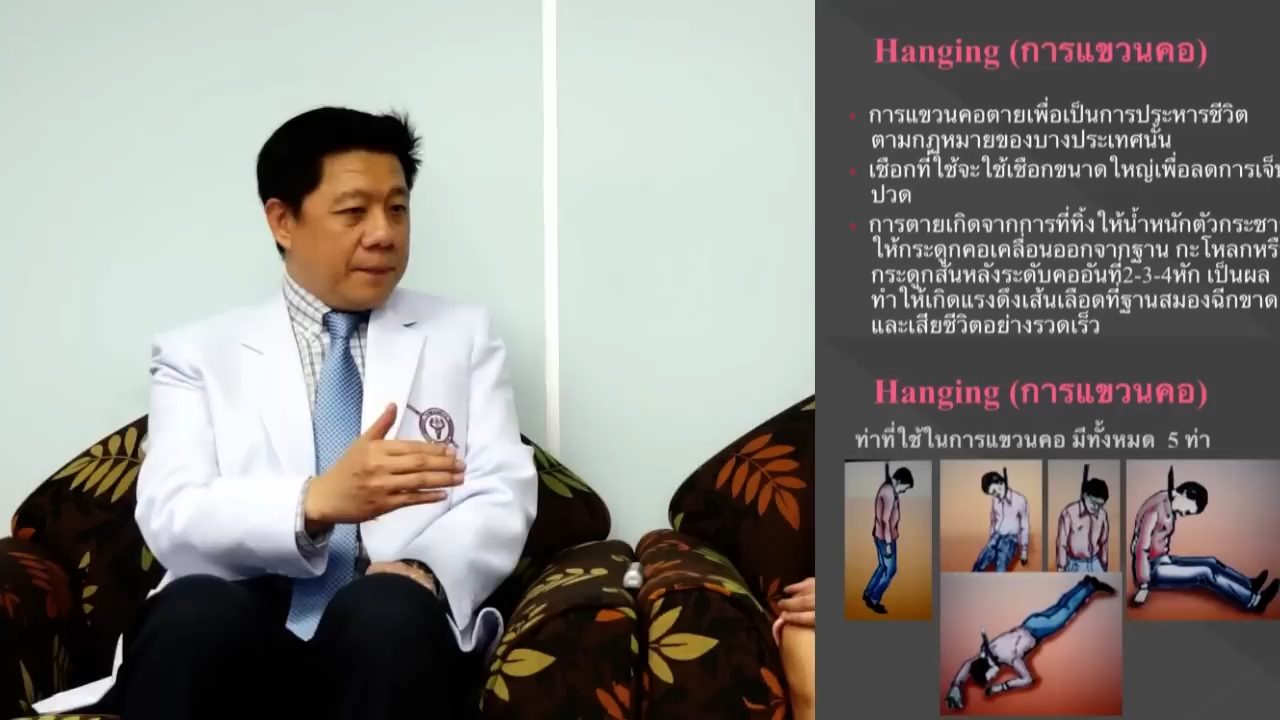 Hanging (การแขวนคอ)
การแขวนคอตายเพื่อเป็นการประหารชีวิต
ตามกฎหมายของบางประเทศนั้น
เชือกที่ใช้จะใช้เชือกขนาดใหญ่เพื่อลดการเจ็บ
ปวด
การตายเกิดจากการที่ทิ้งให้น้ำหนักตัวกระชา
ให้กระดูกคอเคลื่อนออกจากฐาน กะโหลกหรื
กระดูกสันหลังระดับคออันที่2-3-4หัก เป็นผล
ทำให้เกิดแรงดึงเส้นเลือดที่ฐานสมองฉีกขาด
และเสียชีวิตอย่างรวดเร็ว
Hanging (การแขวนคอ)
ท่าที่ใช้ในการแขวนคอ มีทั้งหมด 5 ท่า